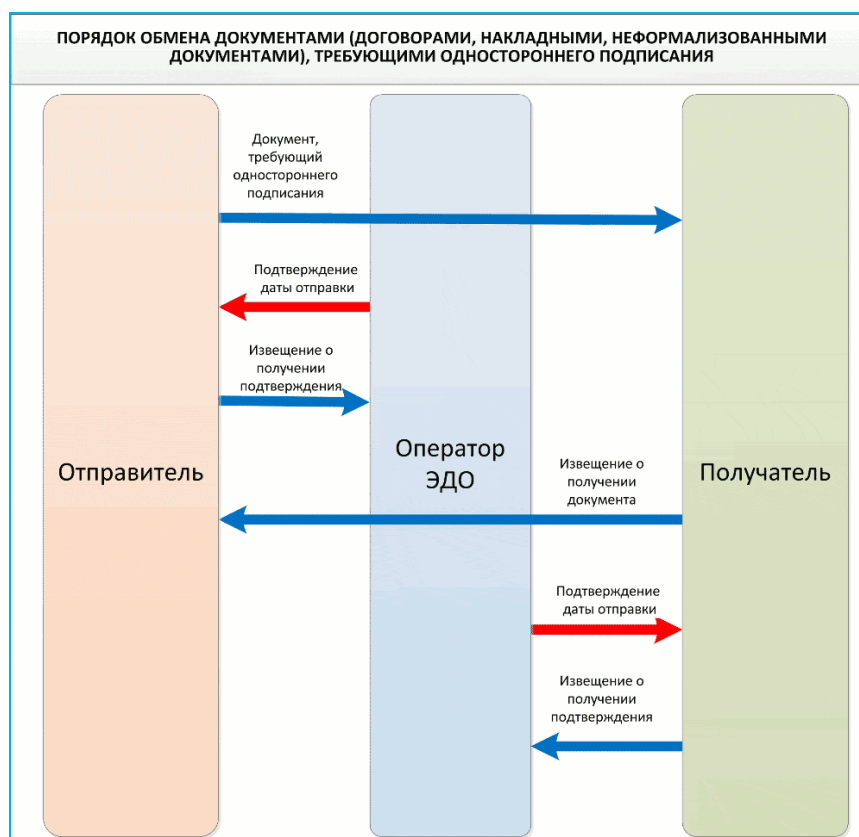 ПОРЯДОК ОБМЕНА ДОКУМЕНТАМИ (ДОГОВОРАМИ, НАКЛАДНЫМИ, НЕФОРМАЛИЗОВАННЫМИ
ДОКУМЕНТАМИ), ТРЕБУЮЩИМИ ОДНОСТОРОННЕГО ПОДПИСАНИЯ
Документ,
требующий
одностороннего
подписания
Подтверждение
даты отправки
Извещение о
получении
подтверждения
Отправитель
Оператор
ЭДО
Получатель
Извещение о
получении
документа
Подтверждение
даты отправки
Извещение о
получении
подтверждения